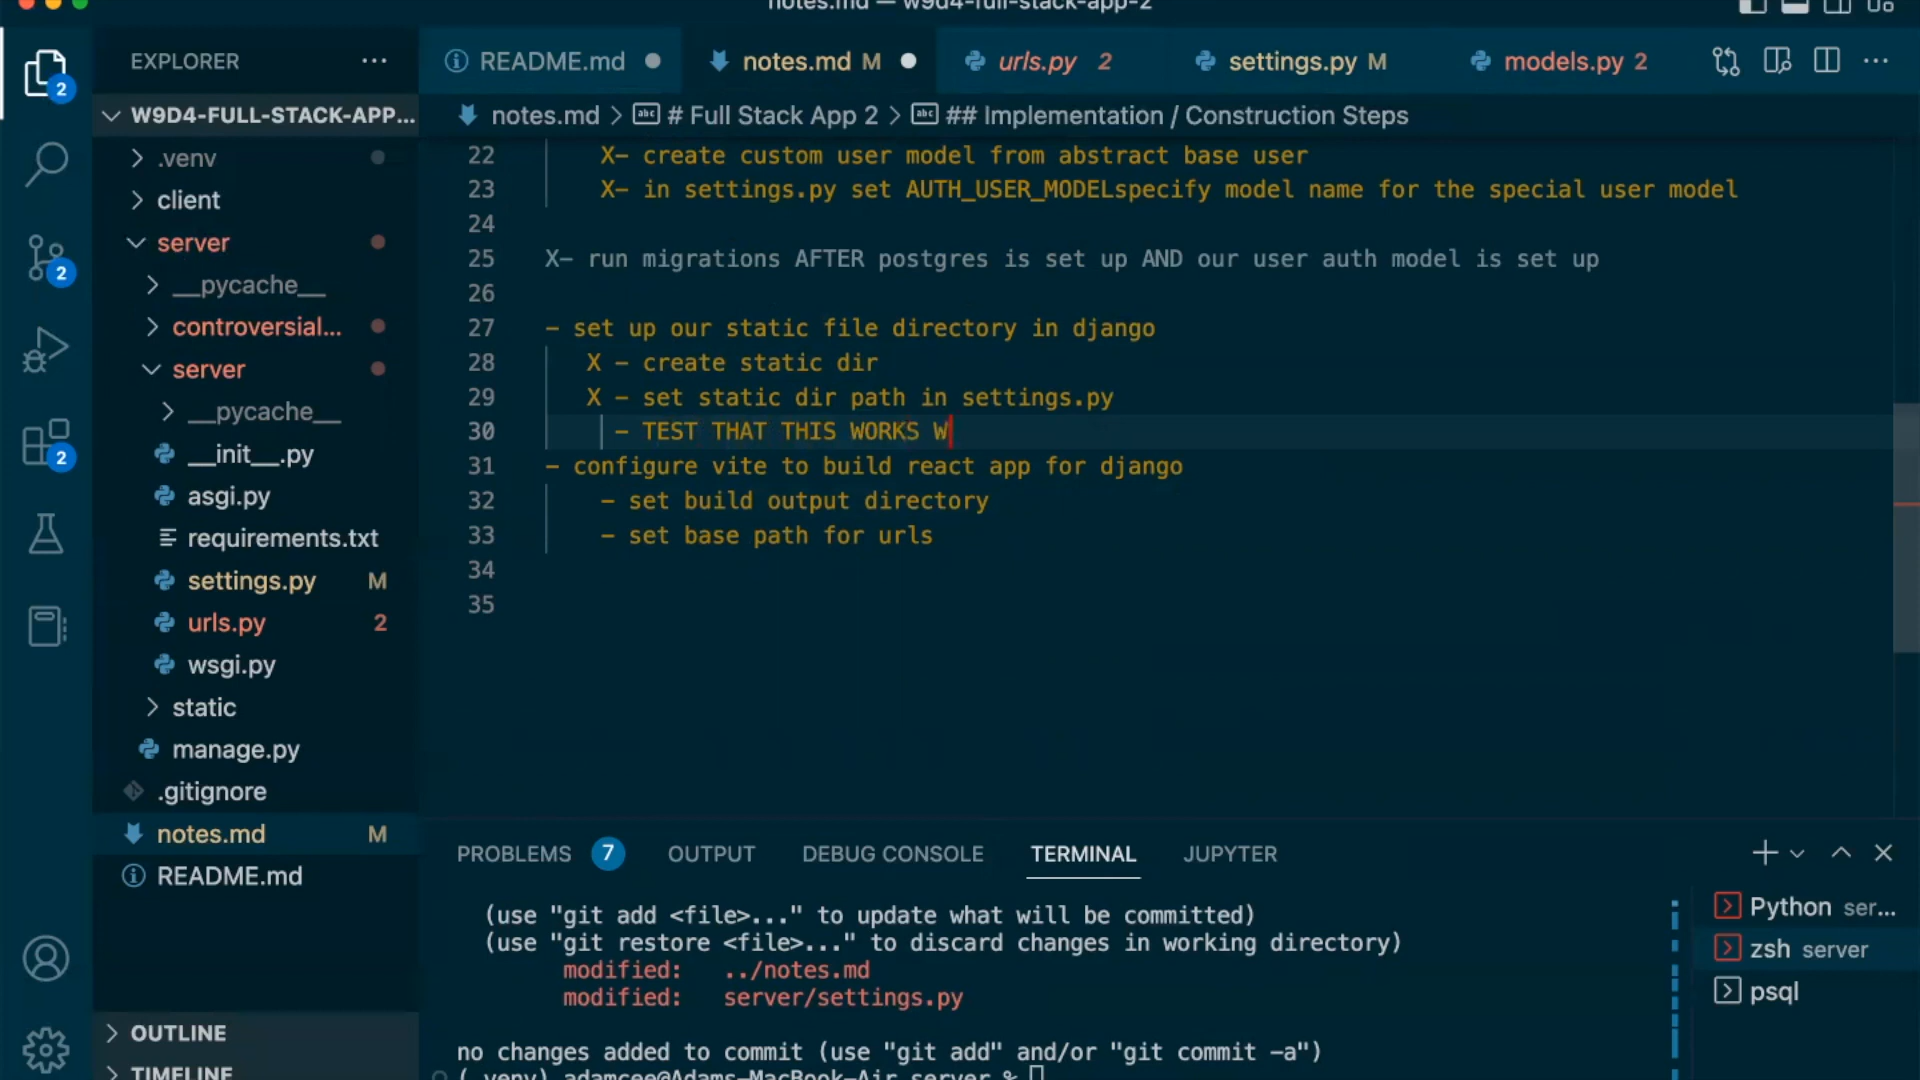 notes.md — w9d4-full-stack-app-2
EXPLORER
README.md
notes.md M
urls.py 2
settings.py M
models.py 2
W9D4-FULL-STACK-APP...
notes.md > # Full Stack App 2 > ## Implementation / Construction Steps
.venv
client
server
__pycache__
controversial...
server
__pycache__
__init__.py
asgi.py
requirements.txt
settings.py M
urls.py 2
wsgi.py
static
manage.py
.gitignore
notes.md M
README.md
OUTLINE
TIMELINE
2
2
2
22 X- create custom user model from abstract base user
23 X- in settings.py set AUTH_USER_MODELspecify model name for the special user model
24
25 X- run migrations AFTER postgres is set up AND our user auth model is set up
26
27 - set up our static file directory in django
28 X - create static dir
29 X - set static dir path in settings.py
30 - TEST THAT THIS WORKS W
31 - configure vite to build react app for django
32 - set build output directory
33 - set base path for urls
34
35
PROBLEMS 7 OUTPUT DEBUG CONSOLE TERMINAL JUPYTER
(use "git add <file>..." to update what will be committed)
(use "git restore <file>..." to discard changes in working directory)
modified: ../notes.md
modified: server/settings.py
no changes added to commit (use "git add" and/or "git commit -a")
(.venv) adamcee@Adams-MacBook-Air server %
Python ser...
zsh server
psql